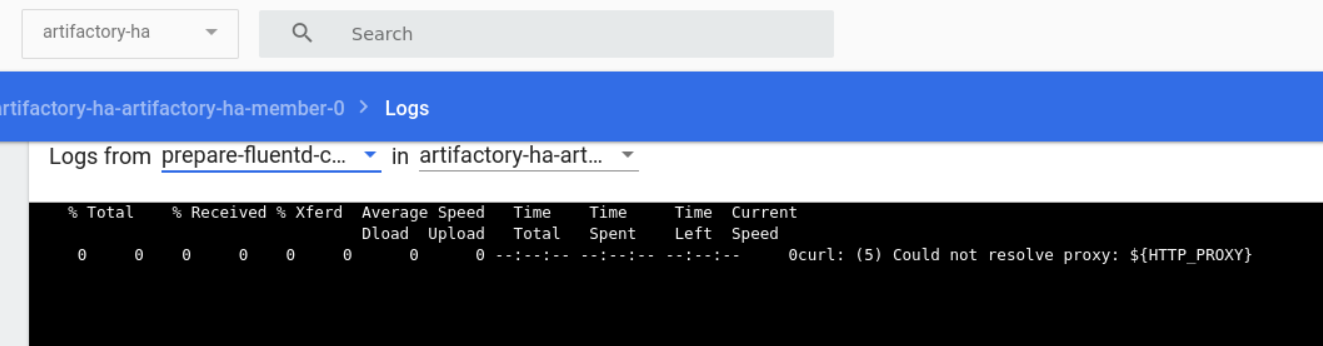 artifactory-ha
Search
artifactory-ha-artifactory-ha-member-0 > Logs
Logs from prepare-fluentd-c... in artifactory-ha-art...
% Total % Received % Xferd Average Speed Time Time Time Current
Dload Upload Total Spent Left Speed
0 0 0 0 0 0 0 0 --:--:-- --:--:-- --:--:-- 0curl: (5) Could not resolve proxy: ${HTTP_PROXY}